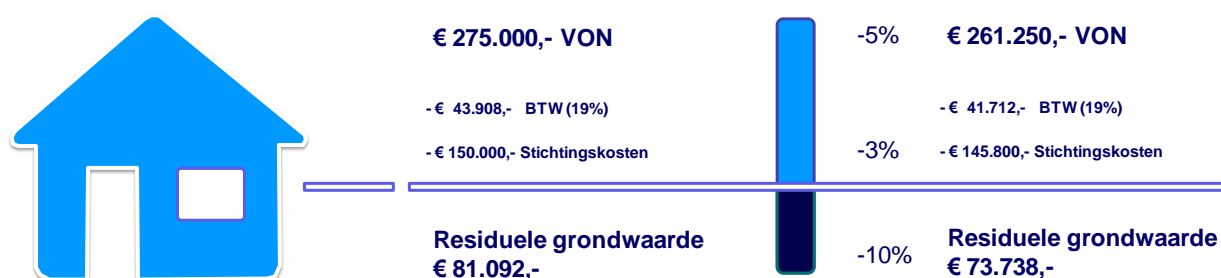 € 275.000,- VON
- € 43.908,- BTW (19%)
- € 150.000,- Stichtingskosten
Residuele grondwaarde
€ 81.092,-
-5%
-3%
-10%
€ 261.250,- VON
- € 41.712,- BTW (19%)
- € 145.800,- Stichtingskosten
Residuele grondwaarde
€ 73.738,-